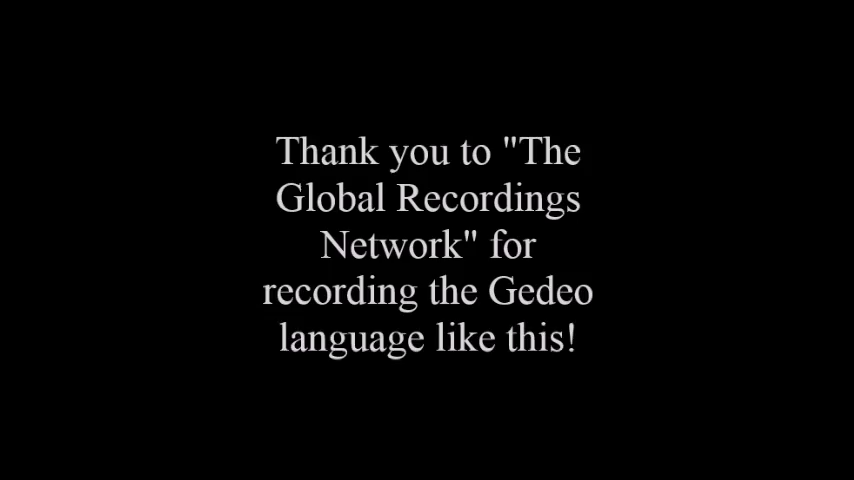 Thank you to "The
Global Recordings
Network" for
recording the Gedeo
language like this!